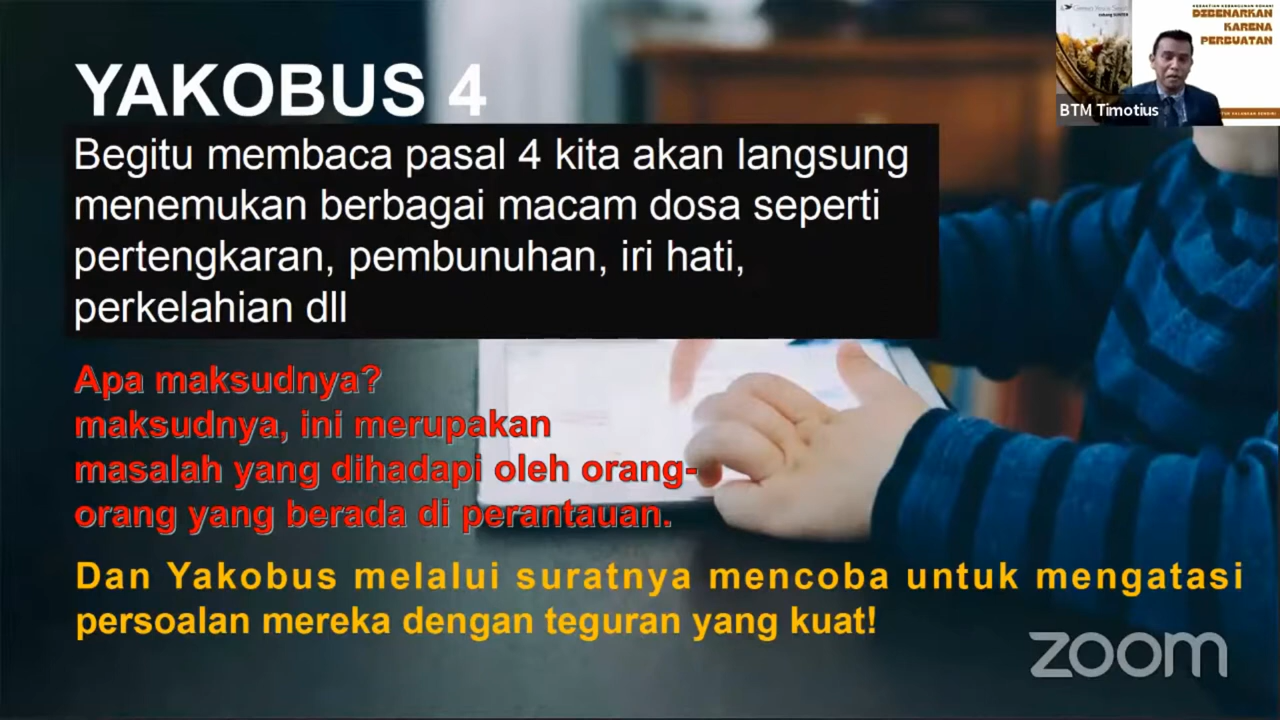 YAKOBUS 4
Begitu membaca pasal 4 kita akan langsung
menemukan berbagai macam dosa seperti
pertengkaran, pembunuhan, iri hati,
perkelahian dll
Apa maksudnya?
maksudnya, ini merupakan
masalah yang dihadapi oleh orang-
orang yang berada di perantauan.
Dan Yakobus melalui suratnya mencoba untuk mengatasi
persoalan mereka dengan teguran yang kuat!
DIBENARKAN
KARENA
PERBUATAN
BTM Timotius
zoom